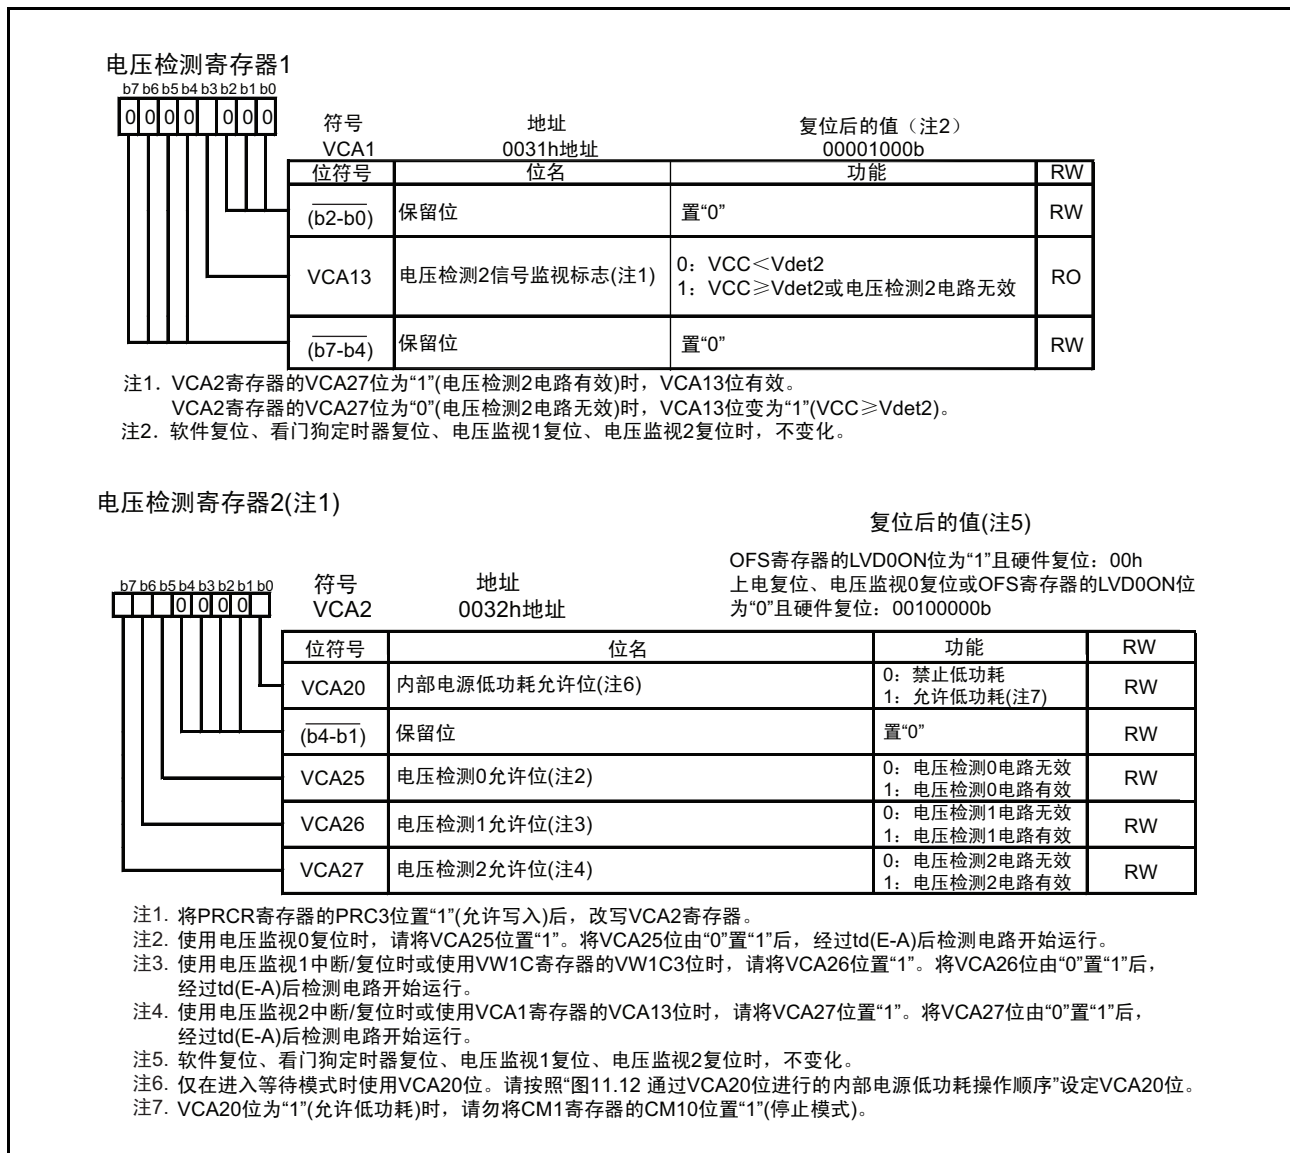 电压检测寄存器1
b7 b6 b5 b4 b3 b2 b1 b0
0 0 0 0 0 0 0
符号 地址 复位后的值（注2）
VCA1 0031h地址 00001000b
位符号 位名 功能 RW
(b2-b0) 保留位 置“0” RW
VCA13 电压检测2信号监视标志(注1) 0：VCC＜Vdet2 RO
1：VCC≥Vdet2或电压检测2电路无效
(b7-b4) 保留位 置“0” RW
注1. VCA2寄存器的VCA27位为“1”(电压检测2电路有效)时，VCA13位有效。
VCA2寄存器的VCA27位为“0”(电压检测2电路无效)时，VCA13位变为“1”(VCC≥Vdet2)。
注2. 软件复位、看门狗定时器复位、电压监视1复位、电压监视2复位时，不变化。
电压检测寄存器2(注1)
复位后的值(注5)
OFS寄存器的LVD0ON位为“1”且硬件复位：00h
上电复位、电压监视0复位或OFS寄存器的LVD0ON位
为“0”且硬件复位：00100000b
b7 b6 b5 b4 b3 b2 b1 b0
0 0 0 0
符号 地址
VCA2 0032h地址
位符号 位名 功能 RW
VCA20 内部电源低功耗允许位(注6) 0：禁止低功耗 RW
1：允许低功耗(注7)
(b4-b1) 保留位 置“0” RW
VCA25 电压检测0允许位(注2) 0：电压检测0电路无效 RW
1：电压检测0电路有效
VCA26 电压检测1允许位(注3) 0：电压检测1电路无效 RW
1：电压检测1电路有效
VCA27 电压检测2允许位(注4) 0：电压检测2电路无效 RW
1：电压检测2电路有效
注1. 将PRCR寄存器的PRC3位置“1”(允许写入)后，改写VCA2寄存器。
注2. 使用电压监视0复位时，请将VCA25位置“1”。将VCA25位由“0”置“1”后，经过td(E-A)后检测电路开始运行。
注3. 使用电压监视1中断/复位时或使用VW1C寄存器的VW1C3位时，请将VCA26位置“1”。将VCA26位由“0”置“1”后，
经过td(E-A)后检测电路开始运行。
注4. 使用电压监视2中断/复位时或使用VCA1寄存器的VCA13位时，请将VCA27位置“1”。将VCA27位由“0”置“1”后，
经过td(E-A)后检测电路开始运行。
注5. 软件复位、看门狗定时器复位、电压监视1复位、电压监视2复位时，不变化。
注6. 仅在进入等待模式时使用VCA20位。请按照“图11.12 通过VCA20位进行的内部电源低功耗操作顺序”设定VCA20位。
注7. VCA20位为“1”(允许低功耗)时，请勿将CM1寄存器的CM10位置“1”(停止模式)。